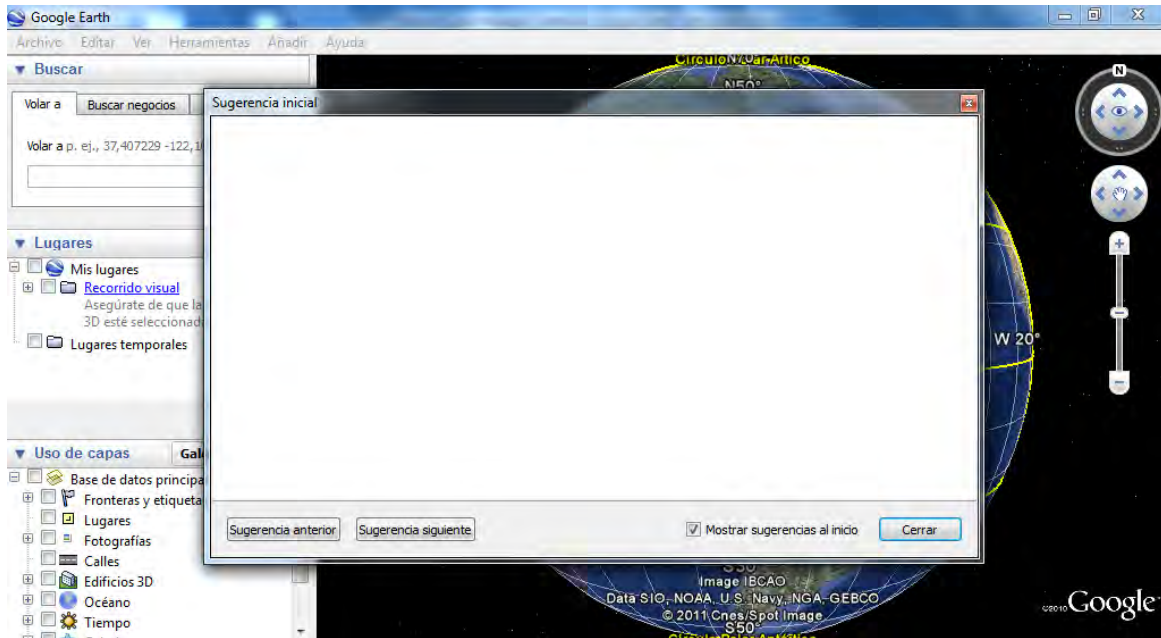 Google Earth
Archivo Editar Ver Herramientas Añadir Ayuda
Buscar
Volar a Buscar negocios
Volar a p. ej., 37,407229 -122,1
Lugares
Mis lugares
Recorrido visual
Asegúrate de que la
3D esté seleccionad
Lugares temporales
Uso de capas Gal
Base de datos principa
Fronteras y etiqueta
Lugares
Fotografías
Calles
Edificios 3D
Océano
Tiempo
Sugerencia inicial
Sugerencia anterior Sugerencia siguiente Mostrar sugerencias al inicio Cerrar
N50°
N
W 20°
Image IBCAO
Data SIO, NOAA, U.S. Navy, NGA, GEBCO
© 2011 Cnes/Spot Image
S50°
©2010 Google